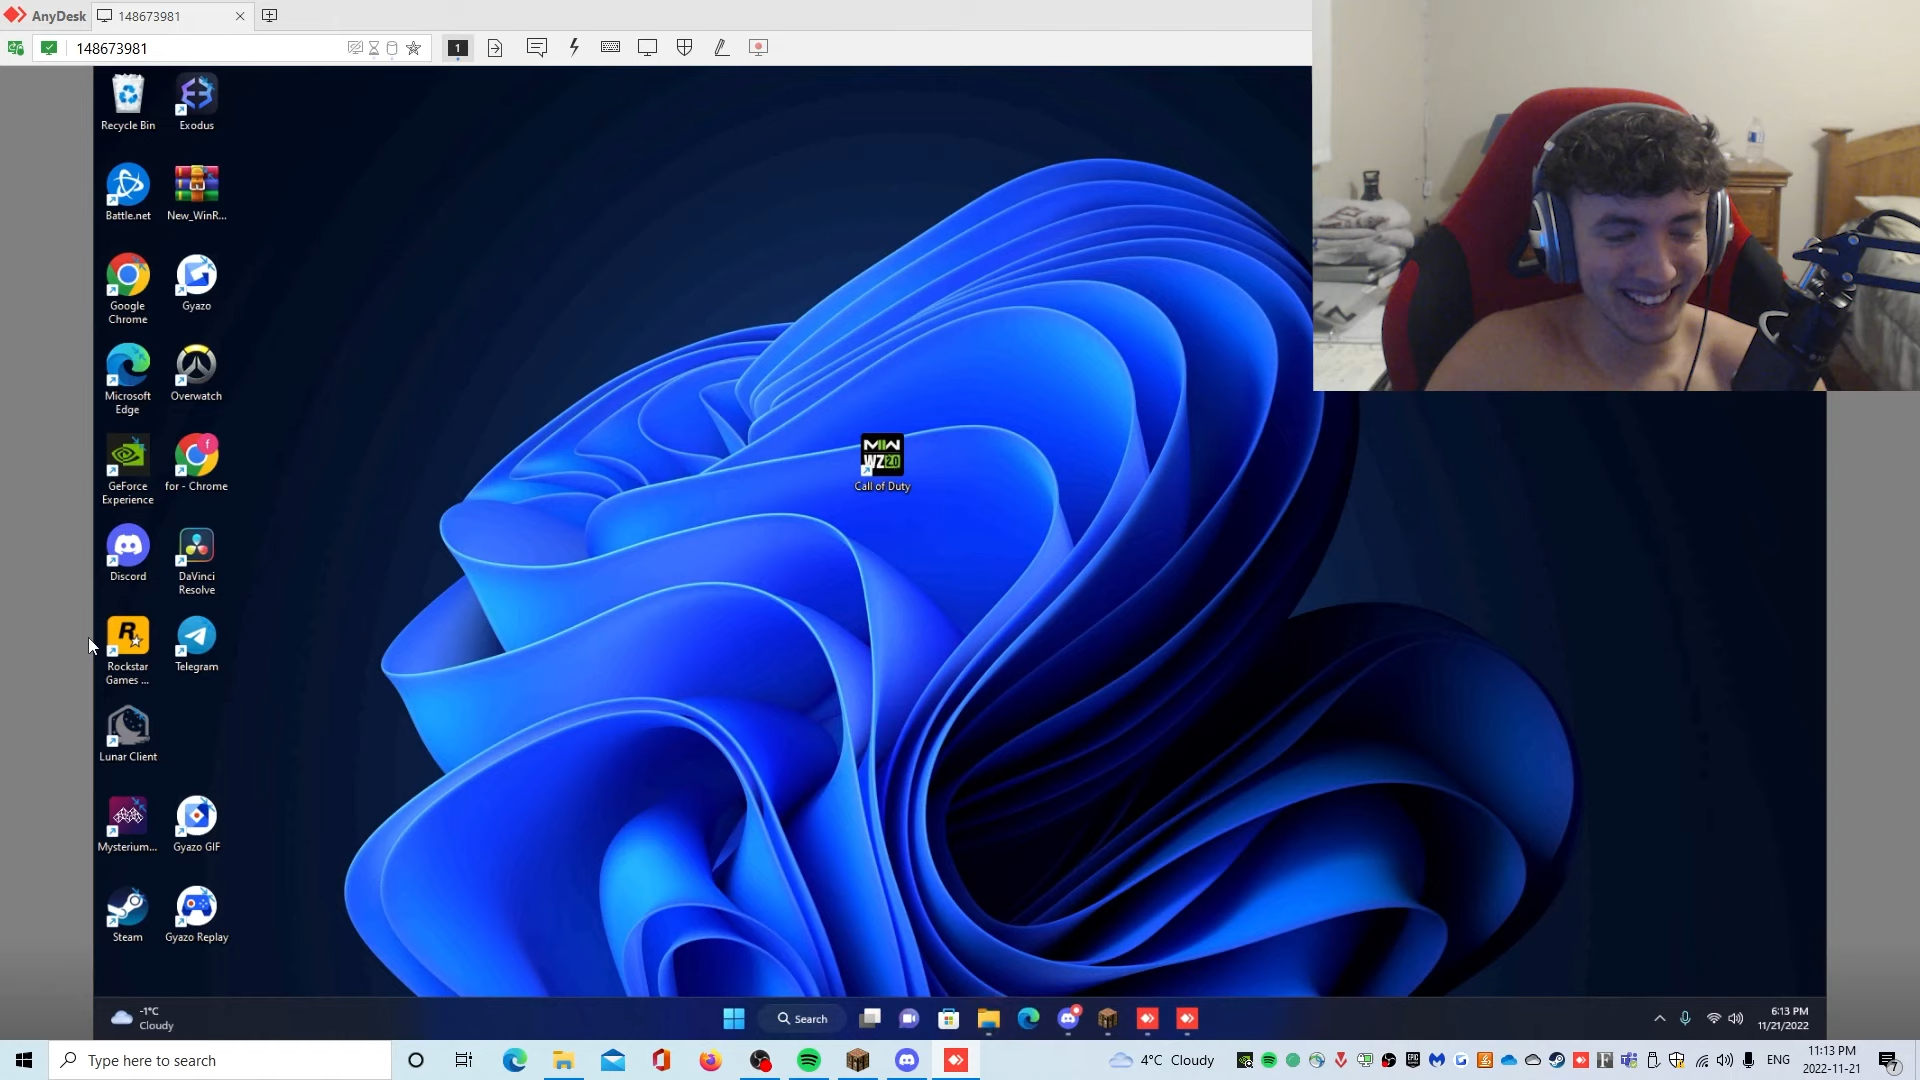 AnyDesk
148673981
148673981
1
Recycle Bin
Exodus
Battle.net
New_WinR...
Google
Chrome
Gyazo
Microsoft
Edge
Overwatch
GeForce
Experience
for - Chrome
Discord
DaVinci
Resolve
Rockstar
Games ...
Telegram
Lunar Client
Mysterium...
Gyazo GIF
Steam
Gyazo Replay
MW
WZ 2.0
Call of Duty
-1°C
Cloudy
Search
6:13 PM
11/21/2022
Type here to search
4°C Cloudy
ENG
11:13 PM
2022-11-21
7